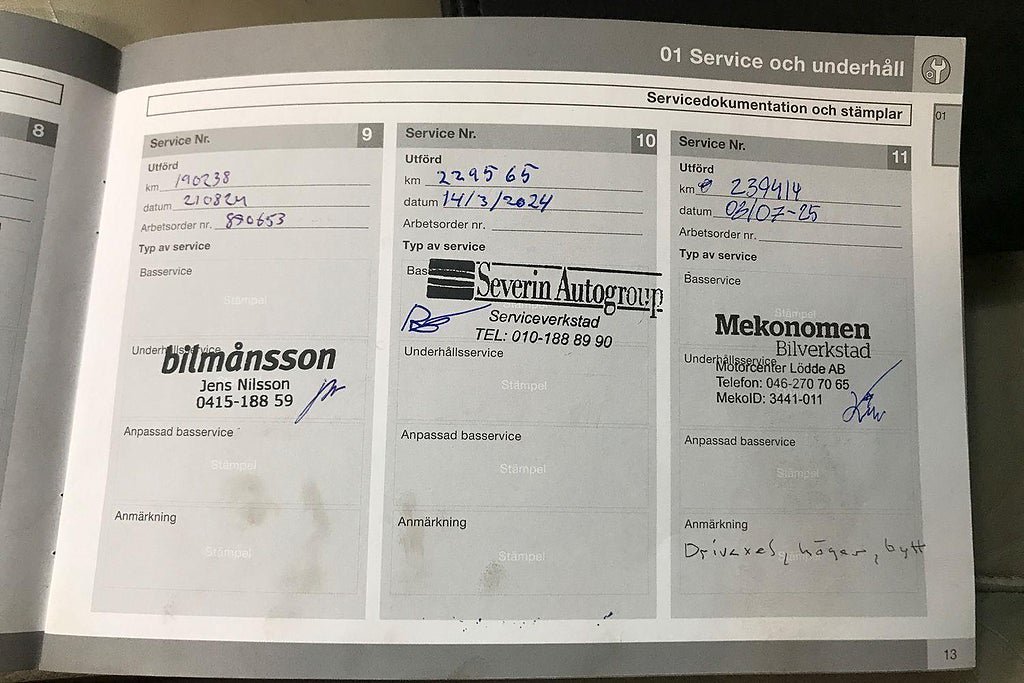 8
01 Service och underhåll
Servicedokumentation och stämplar
01
Service Nr. 9
Utförd
km 190238
datum 210824
Arbetsorder nr. 890653
Typ av service
Basservice
Stämpel
Underhållsservice
bilmånsson
Jens Nilsson
0415-188 59
Anpassad basservice
Stämpel
Anmärkning
Stämpel
Service Nr. 10
Utförd
km 229565
datum 14/3/2024
Arbetsorder nr.
Typ av service
Bas
Severin Autogroup
Serviceverkstad
TEL: 010-188 89 90
Underhållsservice
Stämpel
Anpassad basservice
Stämpel
Anmärkning
Stämpel
Service Nr. 11
Utförd
km 239414
datum 03/07-25
Arbetsorder nr.
Typ av service
Basservice
Stämpel
Mekonomen
Bilverkstad
Underhållsservice
Motorcenter Lödde AB
Telefon: 046-270 70 65
MekoID: 3441-011
Anpassad basservice
Stämpel
Anmärkning
Drivaxel, höger, bytt
13